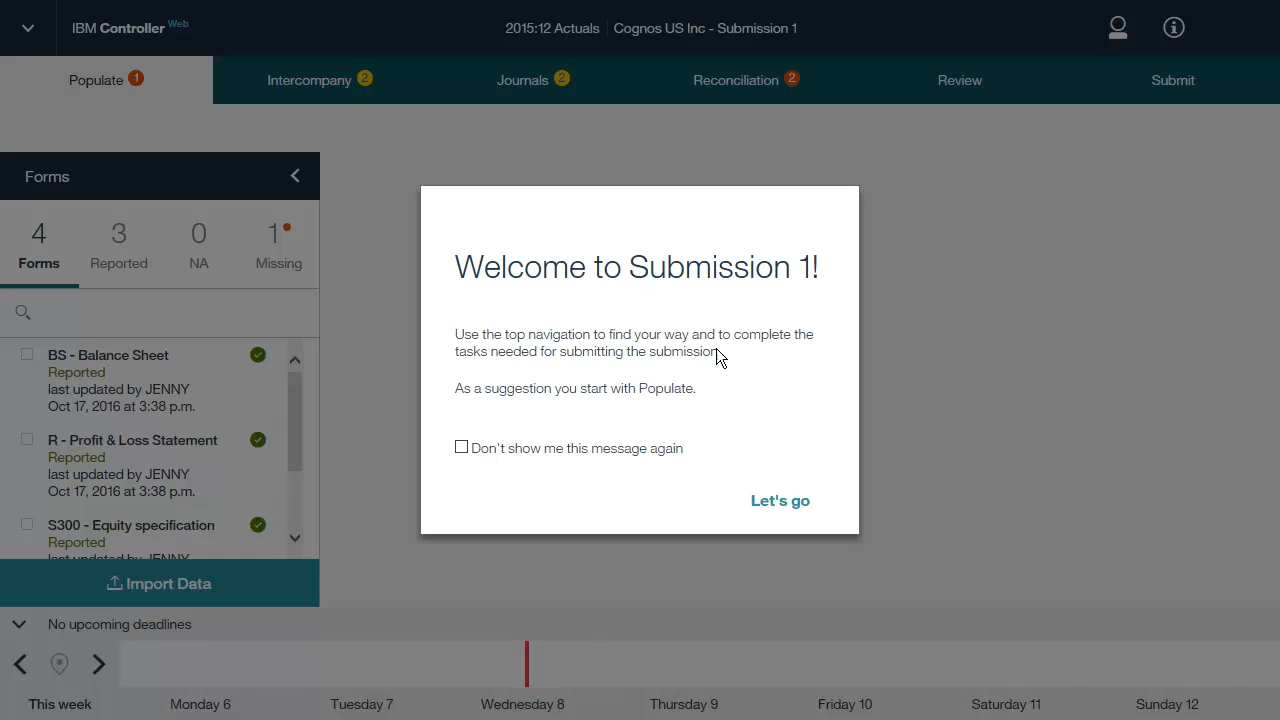 IBM Controller Web
2015:12 Actuals | Cognos US Inc - Submission 1
Populate 1
Intercompany 2
Journals 2
Reconciliation 2
Review
Submit
Forms
4 3 0 1
Forms Reported NA Missing
BS - Balance Sheet
Reported
last updated by JENNY
Oct 17, 2016 at 3:38 p.m.
R - Profit & Loss Statement
Reported
last updated by JENNY
Oct 17, 2016 at 3:38 p.m.
S300 - Equity specification
Reported
last updated by JENNY
Import Data
Welcome to Submission 1!
Use the top navigation to find your way and to complete the
tasks needed for submitting the submission.
As a suggestion you start with Populate.
Don't show me this message again
Let's go
No upcoming deadlines
This week Monday 6 Tuesday 7 Wednesday 8 Thursday 9 Friday 10 Saturday 11 Sunday 12